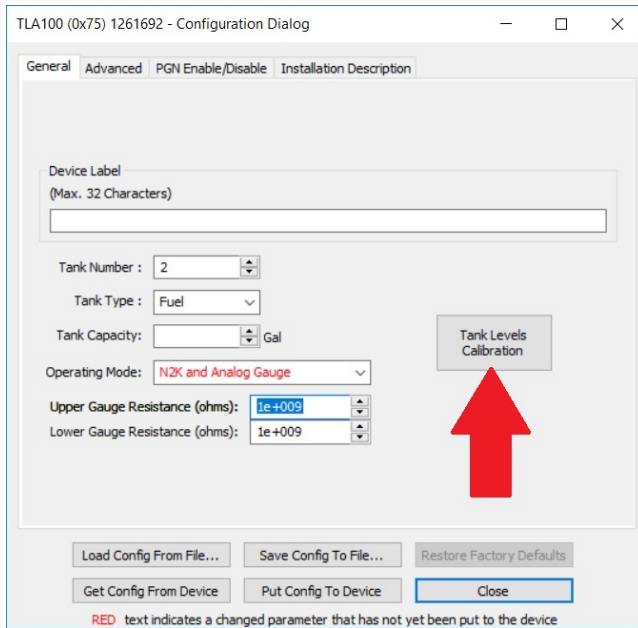 TLA100 (0x75) 1261692 - Configuration Dialog
General Advanced PGN Enable/Disable Installation Description
Device Label
(Max. 32 Characters)
Tank Number : 2
Tank Type : Fuel
Tank Capacity: Gal
Tank Levels
Calibration
Operating Mode: N2K and Analog Gauge
Upper Gauge Resistance (ohms): 1e+009
Lower Gauge Resistance (ohms): 1e+009
Load Config From File... Save Config To File... Restore Factory Defaults
Get Config From Device Put Config To Device Close
RED text indicates a changed parameter that has not yet been put to the device